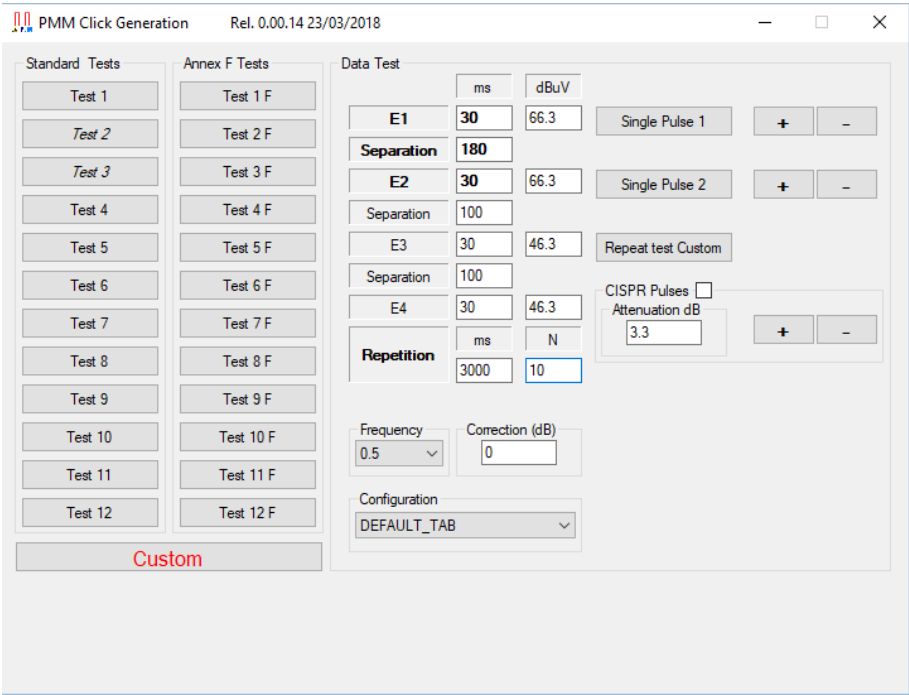 PMM Click Generation Rel. 0.00.14 23/03/2018
Standard Tests
Test 1
Test 2
Test 3
Test 4
Test 5
Test 6
Test 7
Test 8
Test 9
Test 10
Test 11
Test 12
Annex F Tests
Test 1 F
Test 2 F
Test 3 F
Test 4 F
Test 5 F
Test 6 F
Test 7 F
Test 8 F
Test 9 F
Test 10 F
Test 11 F
Test 12 F
Custom
Data Test
ms dBuV
E1 30 66.3 Single Pulse 1 + -
Separation 180
E2 30 66.3 Single Pulse 2 + -
Separation 100
E3 30 46.3 Repeat test Custom
Separation 100
E4 30 46.3
CISPR Pulses
Attenuation dB
3.3 + -
ms N
Repetition
3000 10
Frequency
0.5
Correction (dB)
0
Configuration
DEFAULT_TAB